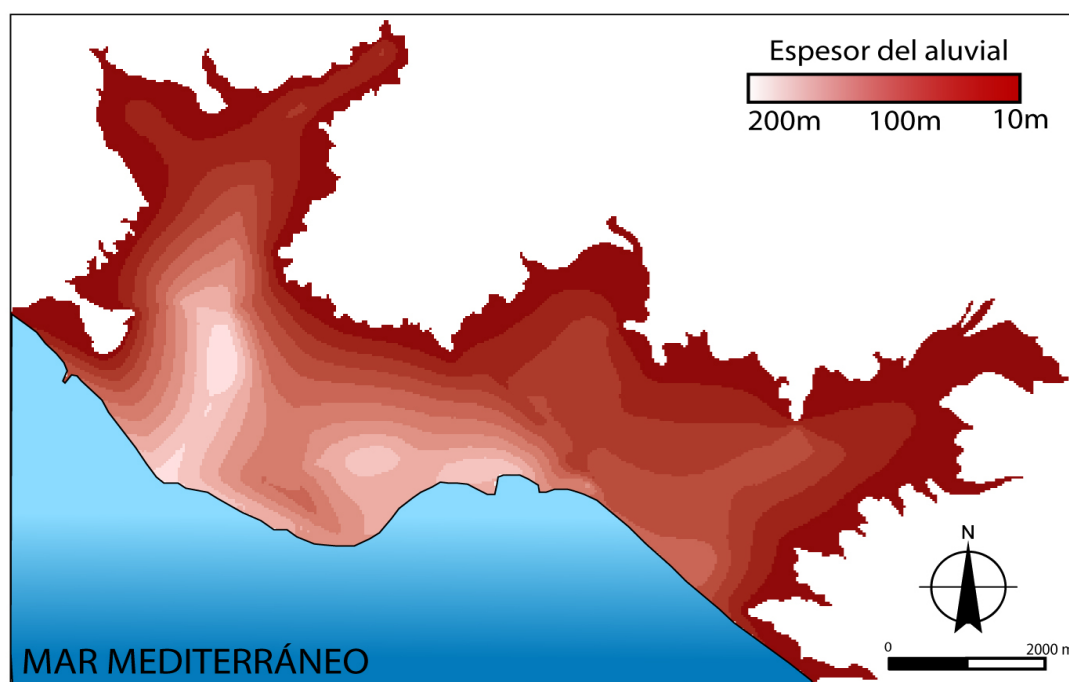 Espesor del aluvial
200m 100m 10m
N
0 2000 m
MAR MEDITERRÁNEO